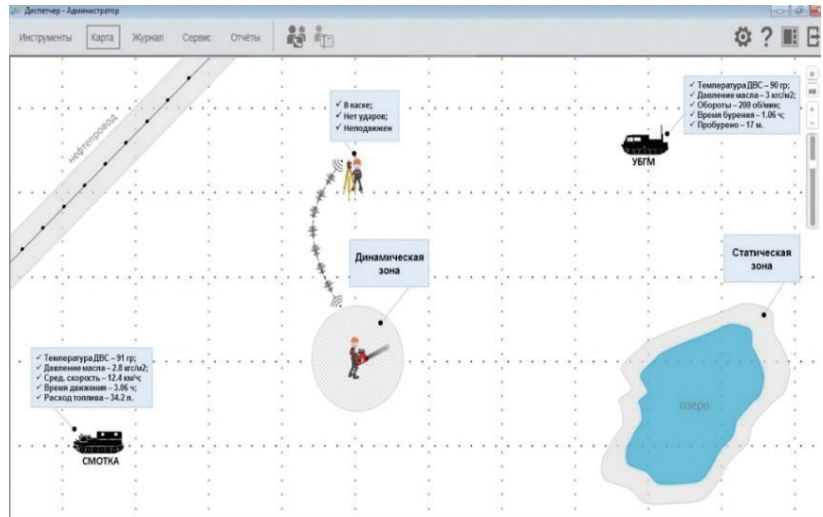 Диспетчер - Администратор
Инструменты Карта Журнал Сервис Отчёты
нефтепровод
✓ В каске;
✓ Нет ударов;
✓ Неподвижен
✓ Температура ДВС – 90 гр;
✓ Давление масла – 3 кгс/м2;
✓ Обороты – 200 об/мин;
✓ Время бурения – 1.06 ч;
✓ Пробурено – 17 м.
УБГМ
Динамическая
зона
Статическая
зона
✓ Температура ДВС – 91 гр;
✓ Давление масла – 2.8 кгс/м2;
✓ Сред. скорость – 12.4 км/ч;
✓ Время движения – 3.06 ч;
✓ Расход топлива – 34.2 л.
СМОТКА
озеро